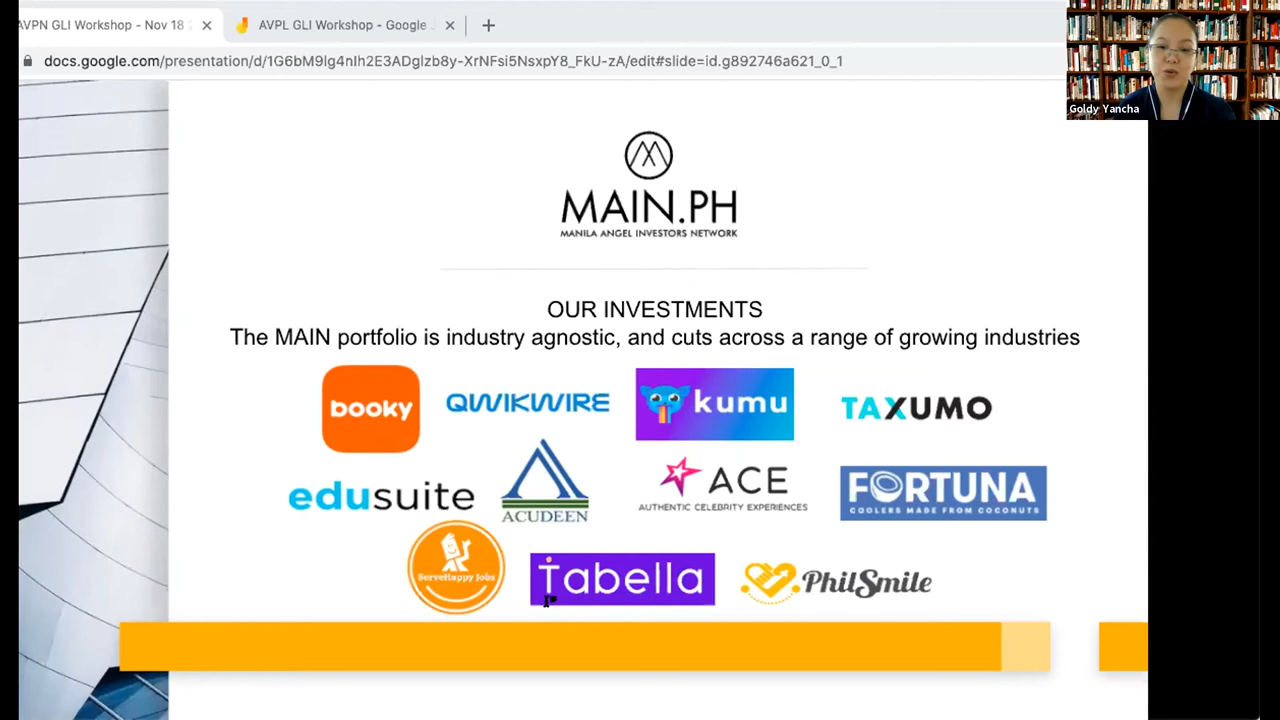 AVPN GLI Workshop - Nov 18
AVPL GLI Workshop - Google
docs.google.com/presentation/d/1G6bM9Ig4nIh2E3ADglzb8y-XrNFsi5NsxpY8_FkU-zA/edit#slide=id.g892746a621_0_1
Goldy Yancha
MAIN.PH
MANILA ANGEL INVESTORS NETWORK
OUR INVESTMENTS
The MAIN portfolio is industry agnostic, and cuts across a range of growing industries
booky
QWIKWIRE
kumu
TAXUMO
edusuite
ACUDEEN
ACE
AUTHENTIC CELEBRITY EXPERIENCES
FORTUNA
COOLERS MADE FROM COCONUTS
ServeHappy Jobs
Tabella
PhilSmile